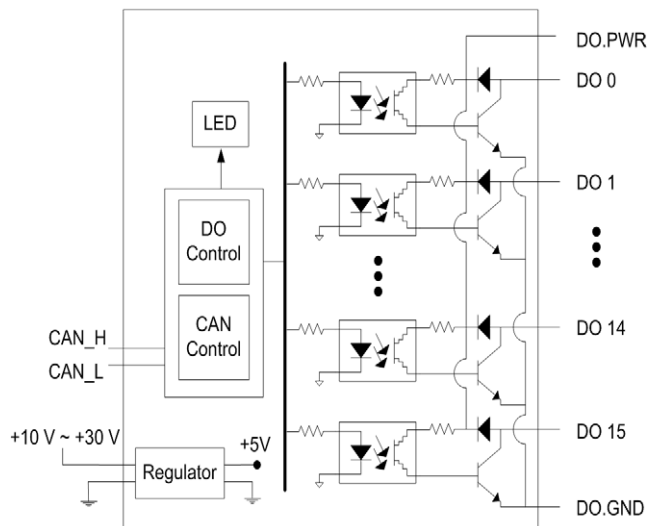 DO.PWR
DO 0
LED
DO 1
DO
Control
CAN
Control
CAN_H
CAN_L
DO 14
+10 V ~ +30 V
+5V
DO 15
Regulator
DO.GND